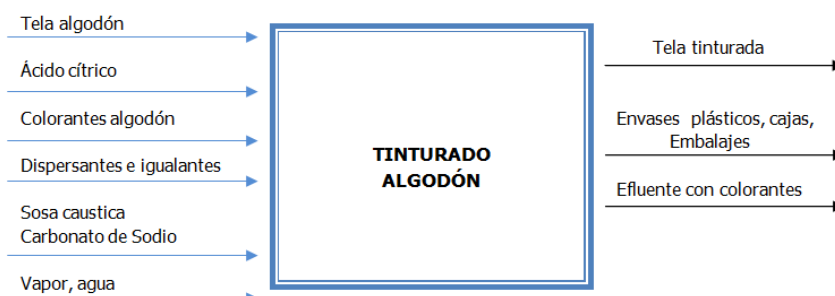 Tela algodón
Ácido cítrico
Colorantes algodón
Dispersantes e igualantes
Sosa caustica
Carbonato de Sodio
Vapor, agua
TINTURADO
ALGODÓN
Tela tinturada
Envases plásticos, cajas,
Embalajes
Efluente con colorantes